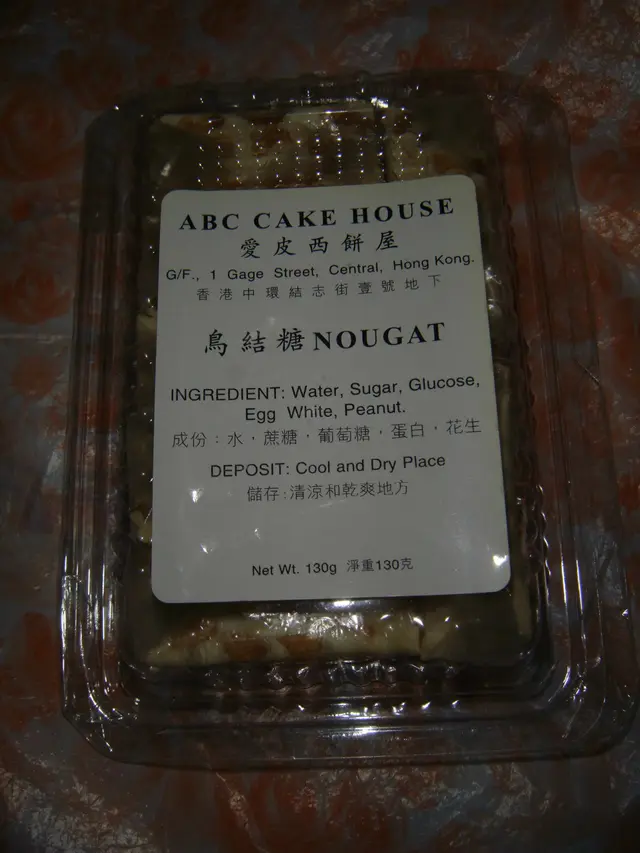 ABC CAKE HOUSE
愛皮西餅屋
G/F., 1 Gage Street, Central, Hong Kong.
香港中環結志街壹號地下
鳥結糖 NOUGAT
INGREDIENT: Water, Sugar, Glucose,
Egg White, Peanut.
成份：水，蔗糖，葡萄糖，蛋白，花生
DEPOSIT: Cool and Dry Place
儲存：清涼和乾爽地方
Net Wt. 130g 淨重130克